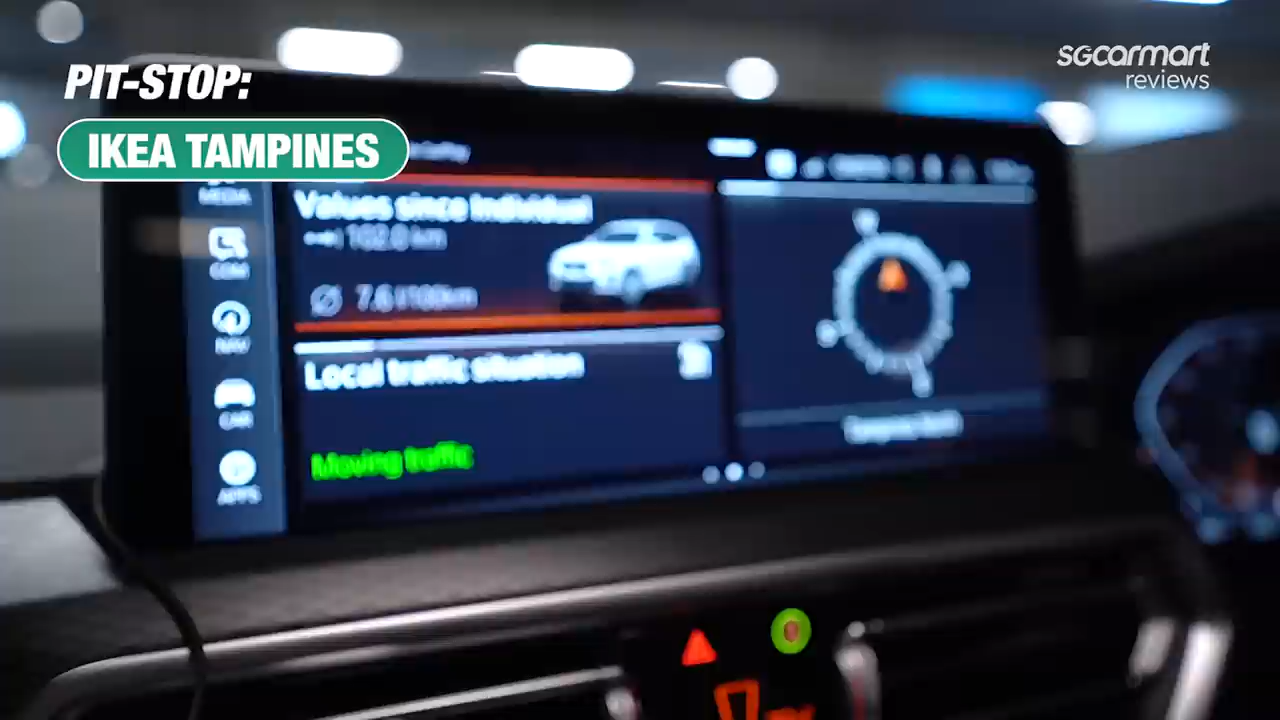 PIT-STOP:
IKEA TAMPINES
sgcarmart
reviews
MEDIA
COM
NAV
CAR
APPS
Values since Individual
102.0 km
7.6 l/100km
Local traffic situation
Moving traffic